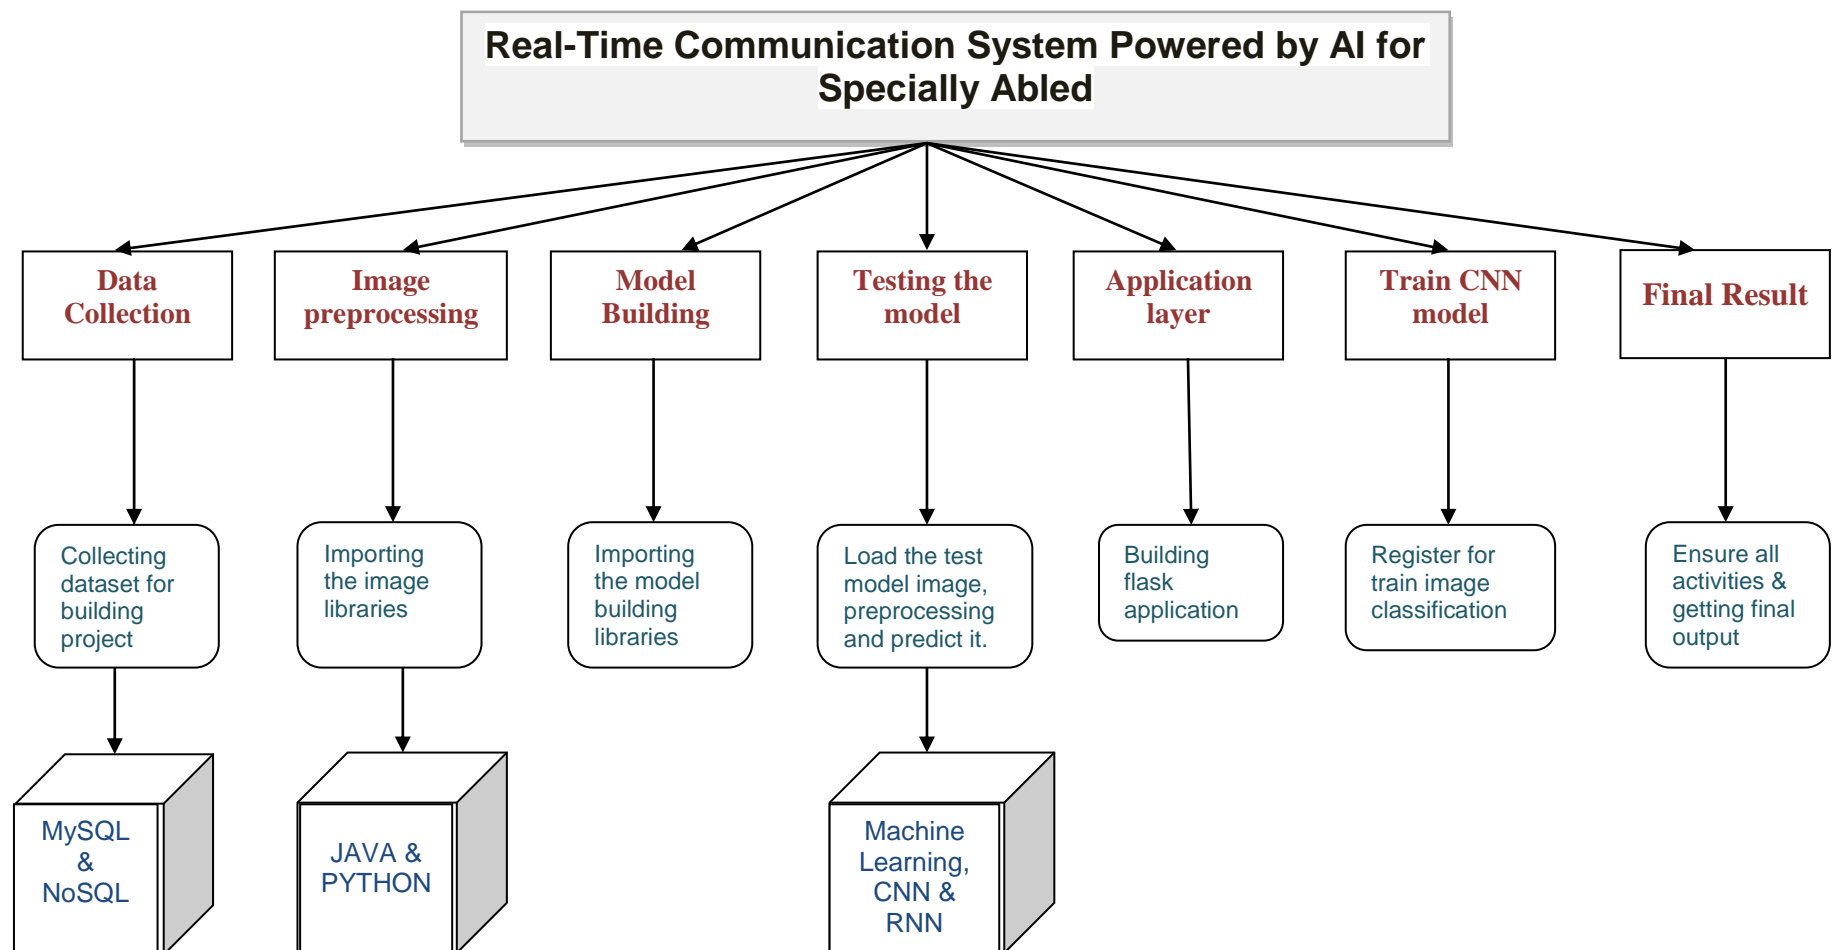 Real-Time Communication System Powered by AI for
Specially Abled
Data
Collection
Image
preprocessing
Model
Building
Testing the
model
Application
layer
Train CNN
model
Final Result
Collecting
dataset for
building
project
Importing
the image
libraries
Importing
the model
building
libraries
Load the test
model image,
preprocessing
and predict it.
Building
flask
application
Register for
train image
classification
Ensure all
activities &
getting final
output
MySQL
&
NoSQL
JAVA &
PYTHON
Machine
Learning,
CNN &
RNN